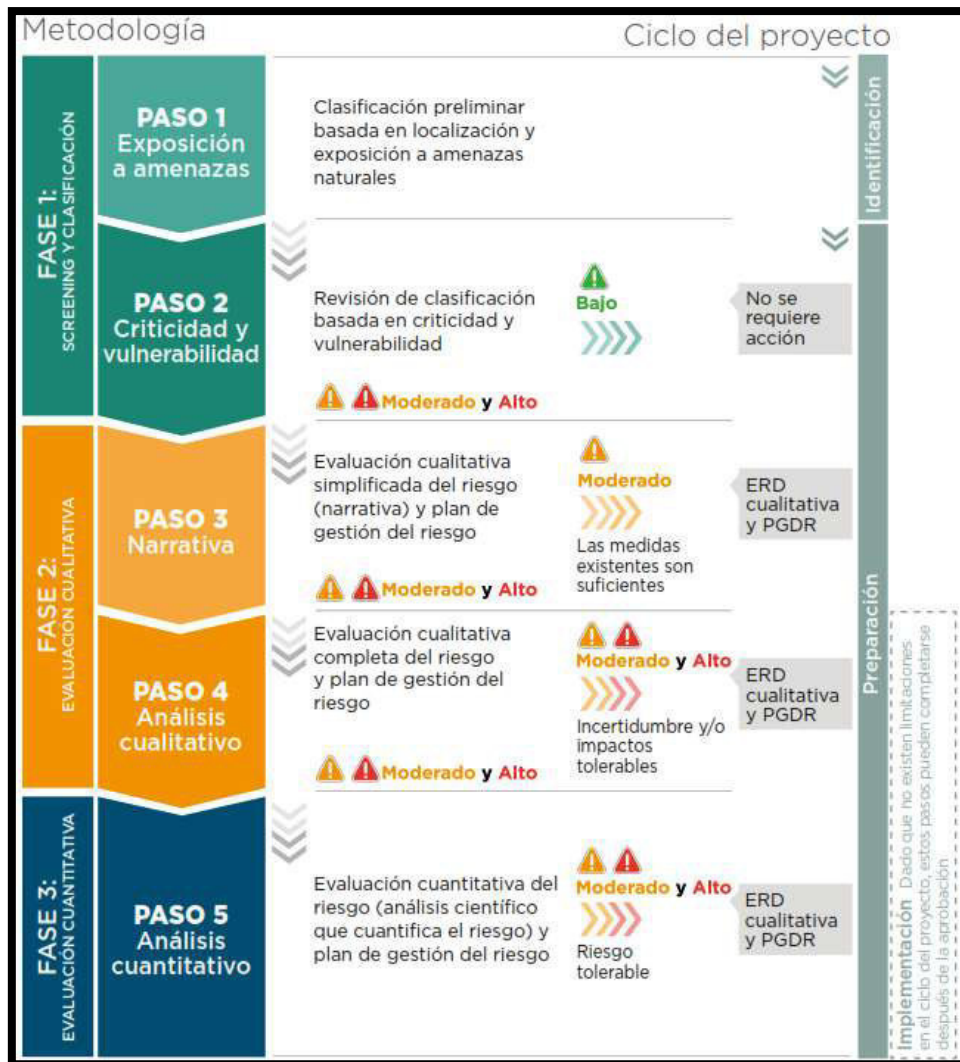 Metodología
Ciclo del proyecto
FASE 1:
SCREENING Y CLASIFICACIÓN
PASO 1
Exposición
a amenazas
Clasificación preliminar
basada en localización y
exposición a amenazas
naturales
Identificación
PASO 2
Criticidad y
vulnerabilidad
Revisión de clasificación
basada en criticidad y
vulnerabilidad
Bajo
No se
requiere
acción
Moderado y Alto
FASE 2:
EVALUACIÓN CUALITATIVA
PASO 3
Narrativa
Evaluación cualitativa
simplificada del riesgo
(narrativa) y plan de
gestión del riesgo
Moderado
Las medidas
existentes son
suficientes
ERD
cualitativa
y PGDR
Moderado y Alto
Preparación
PASO 4
Análisis
cualitativo
Evaluación cualitativa
completa del riesgo
y plan de gestión del
riesgo
Moderado y Alto
Incertidumbre y/o
impactos
tolerables
ERD
cualitativa
y PGDR
Moderado y Alto
FASE 3:
EVALUACIÓN CUANTITATIVA
PASO 5
Análisis
cuantitativo
Evaluación cuantitativa del
riesgo (análisis científico
que cuantifica el riesgo) y
plan de gestión del riesgo
Moderado y Alto
Riesgo
tolerable
ERD
cualitativa
y PGDR
Implementación Dado que no existen limitaciones
en el ciclo del proyecto, estos pasos pueden completarse
después de la aprobación